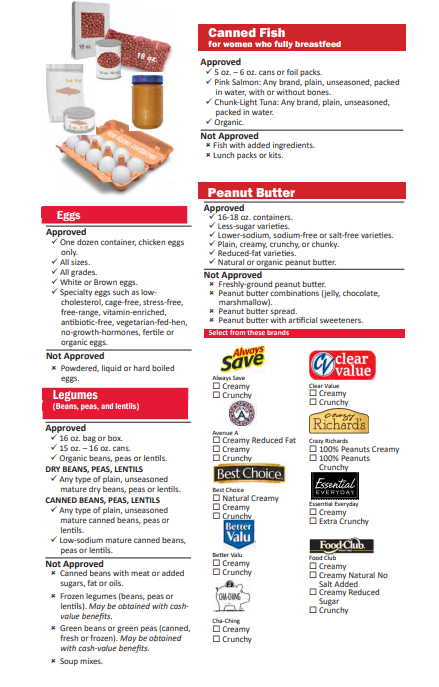 16 oz.
16 oz.
one dozen container
Eggs
Approved
✓ One dozen container, chicken eggs
only.
✓ All sizes.
✓ All grades.
✓ White or Brown eggs.
✓ Specialty eggs such as low-
cholesterol, cage-free, stress-free,
free-range, vitamin-enriched,
antibiotic-free, vegetarian-fed-hen,
no-growth-hormones, fertile or
organic eggs.
Not Approved
× Powdered, liquid or hard boiled
eggs.
Legumes
(Beans, peas, and lentils)
Approved
✓ 16 oz. bag or box.
✓ 15 oz. – 16 oz. cans.
✓ Organic beans, peas or lentils.
DRY BEANS, PEAS, LENTILS
✓ Any type of plain, unseasoned
mature dry beans, peas or lentils.
CANNED BEANS, PEAS, LENTILS
✓ Any type of plain, unseasoned
mature canned beans, peas or
lentils.
✓ Low-sodium mature canned beans,
peas or lentils.
Not Approved
× Canned beans with meat or added
sugars, fat or oils.
× Frozen legumes (beans, peas or
lentils). May be obtained with cash-
value benefits.
× Green beans or green peas (canned,
fresh or frozen). May be obtained
with cash-value benefits.
× Soup mixes.
Canned Fish
for women who fully breastfeed
Approved
✓ 5 oz. – 6 oz. cans or foil packs.
✓ Pink Salmon: Any brand, plain, unseasoned, packed
in water, with or without bones.
✓ Chunk-Light Tuna: Any brand, plain, unseasoned,
packed in water.
✓ Organic.
Not Approved
× Fish with added ingredients.
× Lunch packs or kits.
Peanut Butter
Approved
✓ 16-18 oz. containers.
✓ Less-sugar varieties.
✓ Lower-sodium, sodium-free or salt-free varieties.
✓ Plain, creamy, crunchy, or chunky.
✓ Reduced-fat varieties.
✓ Natural or organic peanut butter.
Not Approved
× Freshly-ground peanut butter.
× Peanut butter combinations (jelly, chocolate,
marshmallow).
× Peanut butter spread.
× Peanut butter with artificial sweeteners.
Select from these brands
Always Save
Always Save
☐ Creamy
☐ Crunchy
A
Avenue A
☐ Creamy Reduced Fat
☐ Creamy
☐ Crunchy
Best Choice
Best Choice
☐ Natural Creamy
☐ Creamy
☐ Crunchy
Better Valu
Better Valu
☐ Creamy
☐ Crunchy
CHA-CHING
Cha-Ching
☐ Creamy
☐ Crunchy
CV clear value
Clear Value
☐ Creamy
☐ Crunchy
crazy Richard's
Crazy Richards
☐ 100% Peanuts Creamy
☐ 100% Peanuts
Crunchy
Essential EVERYDAY
Essential Everyday
☐ Creamy
☐ Extra Crunchy
Food Club
Food Club
☐ Creamy
☐ Creamy Natural No
Salt Added
☐ Creamy Reduced
Sugar
☐ Crunchy